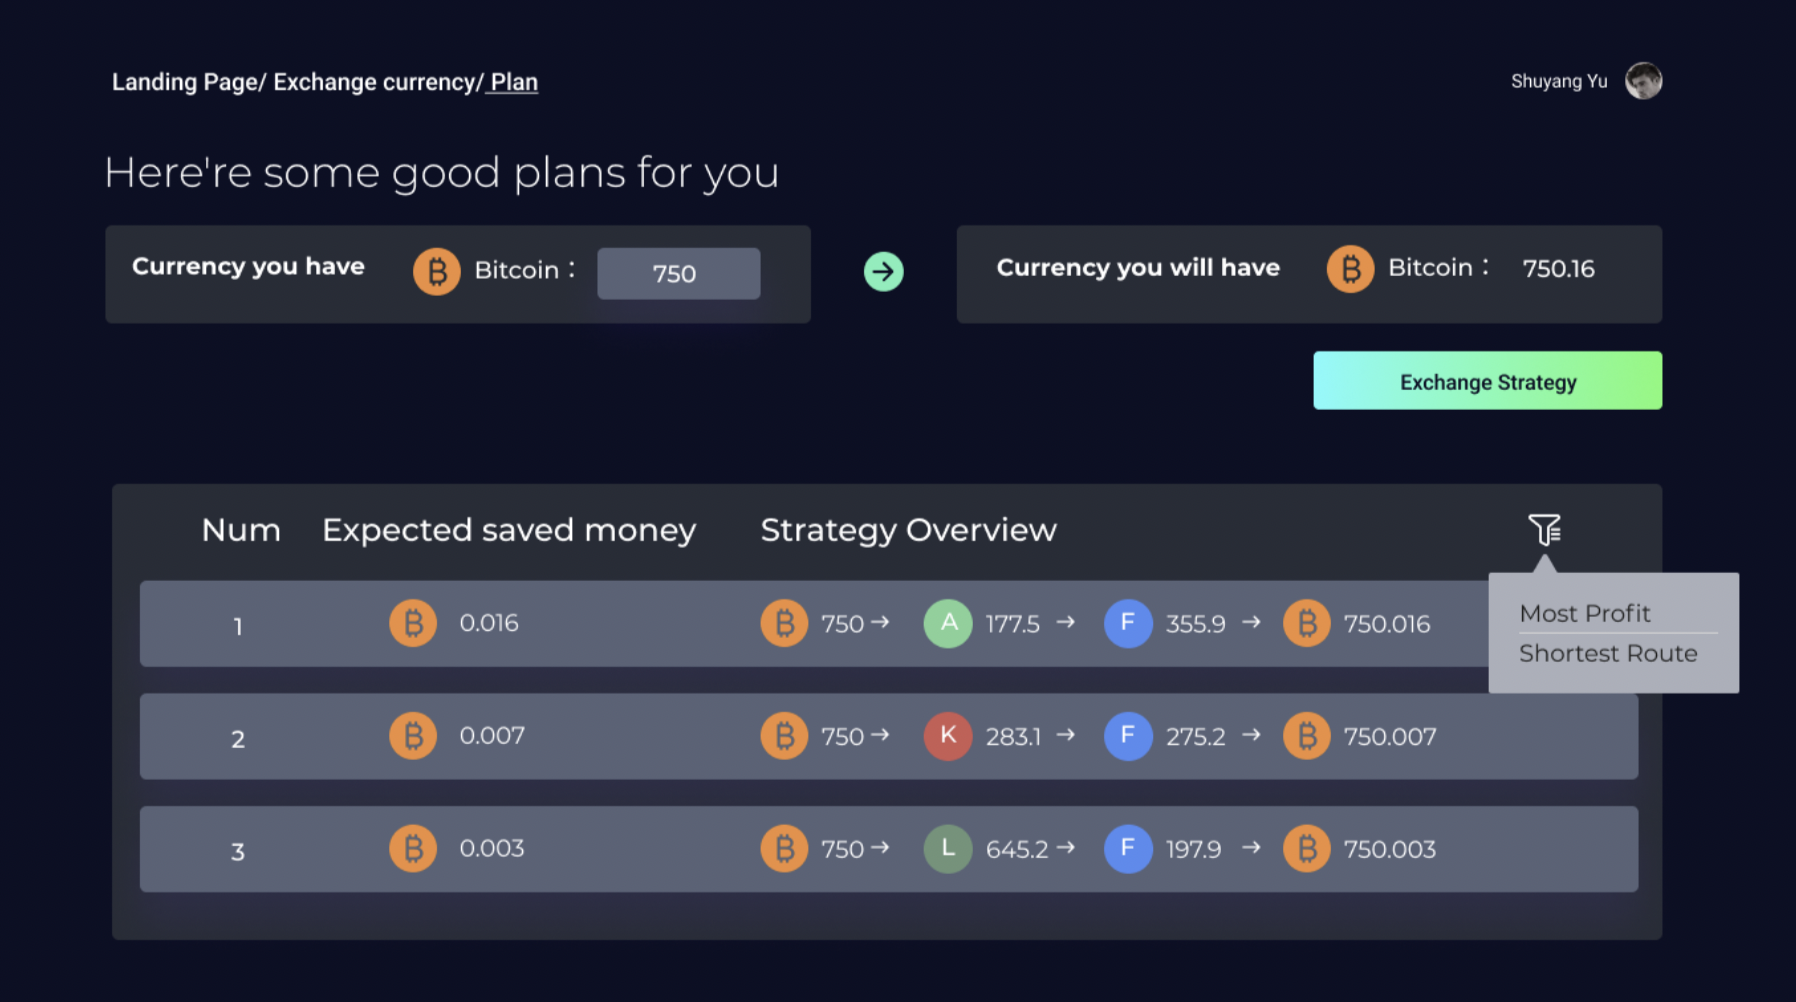 Landing Page/ Exchange currency/ Plan
Shuyang Yu
Here're some good plans for you
Currency you have Bitcoin : 750
Currency you will have Bitcoin : 750.16
Exchange Strategy
Num Expected saved money Strategy Overview
1 0.016 750 → A 177.5 → F 355.9 → 750.016
Most Profit
Shortest Route
2 0.007 750 → K 283.1 → F 275.2 → 750.007
3 0.003 750 → L 645.2 → F 197.9 → 750.003